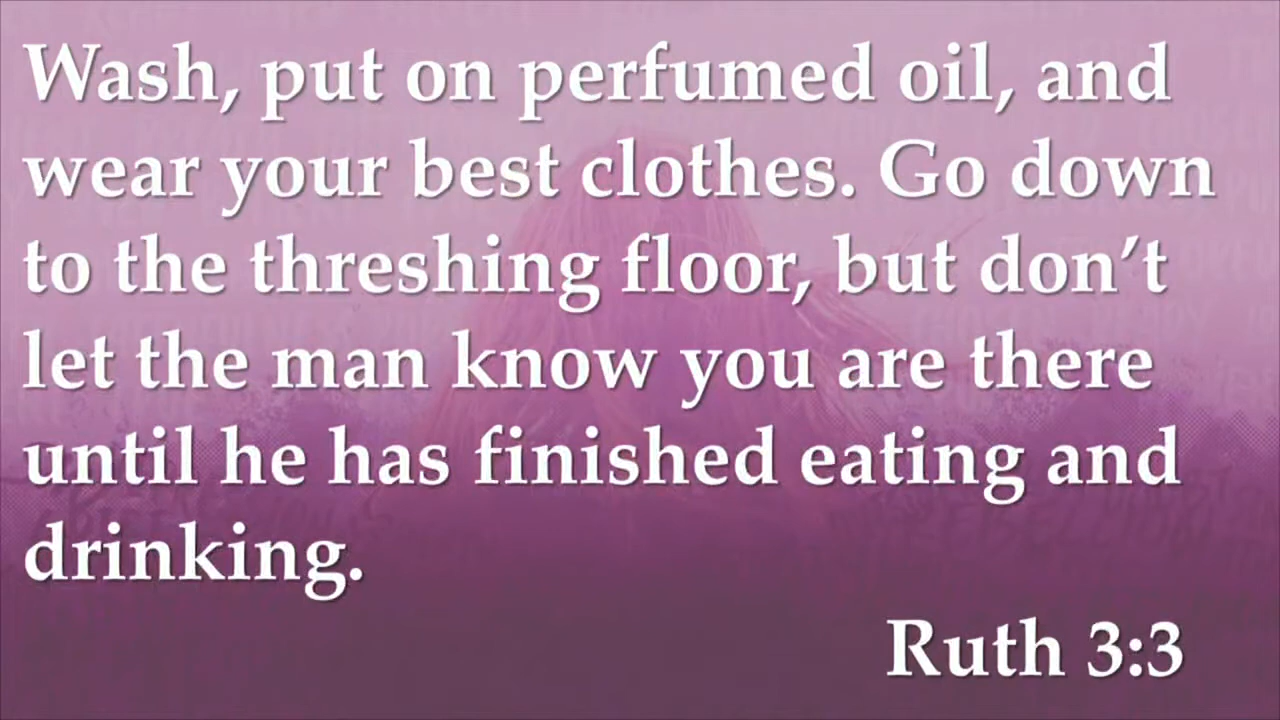 Wash, put on perfumed oil, and
wear your best clothes. Go down
to the threshing floor, but don’t
let the man know you are there
until he has finished eating and
drinking.
Ruth 3:3